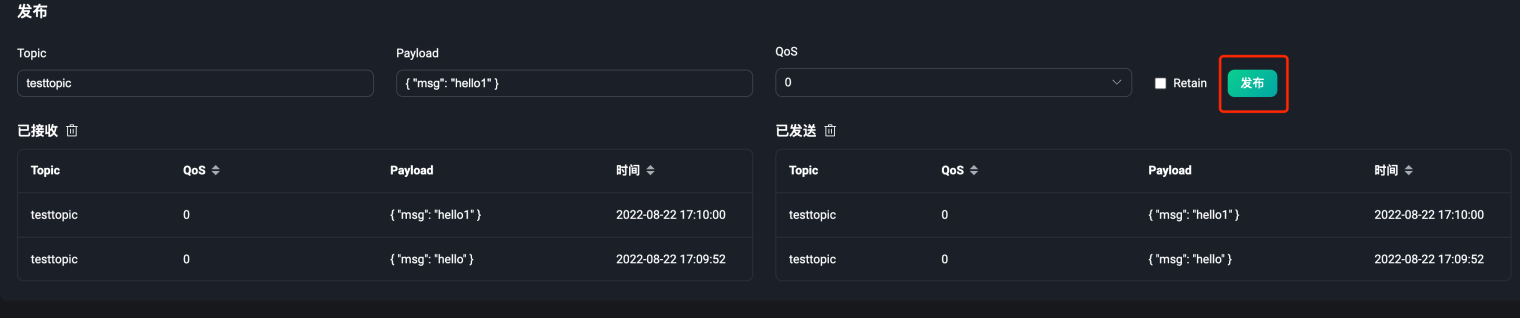 发布
Topic Payload QoS
testtopic { "msg": "hello1" } 0 Retain 发布
已接收 已发送
Topic QoS Payload 时间 Topic QoS Payload 时间
testtopic 0 { "msg": "hello1" } 2022-08-22 17:10:00 testtopic 0 { "msg": "hello1" } 2022-08-22 17:10:00
testtopic 0 { "msg": "hello" } 2022-08-22 17:09:52 testtopic 0 { "msg": "hello" } 2022-08-22 17:09:52